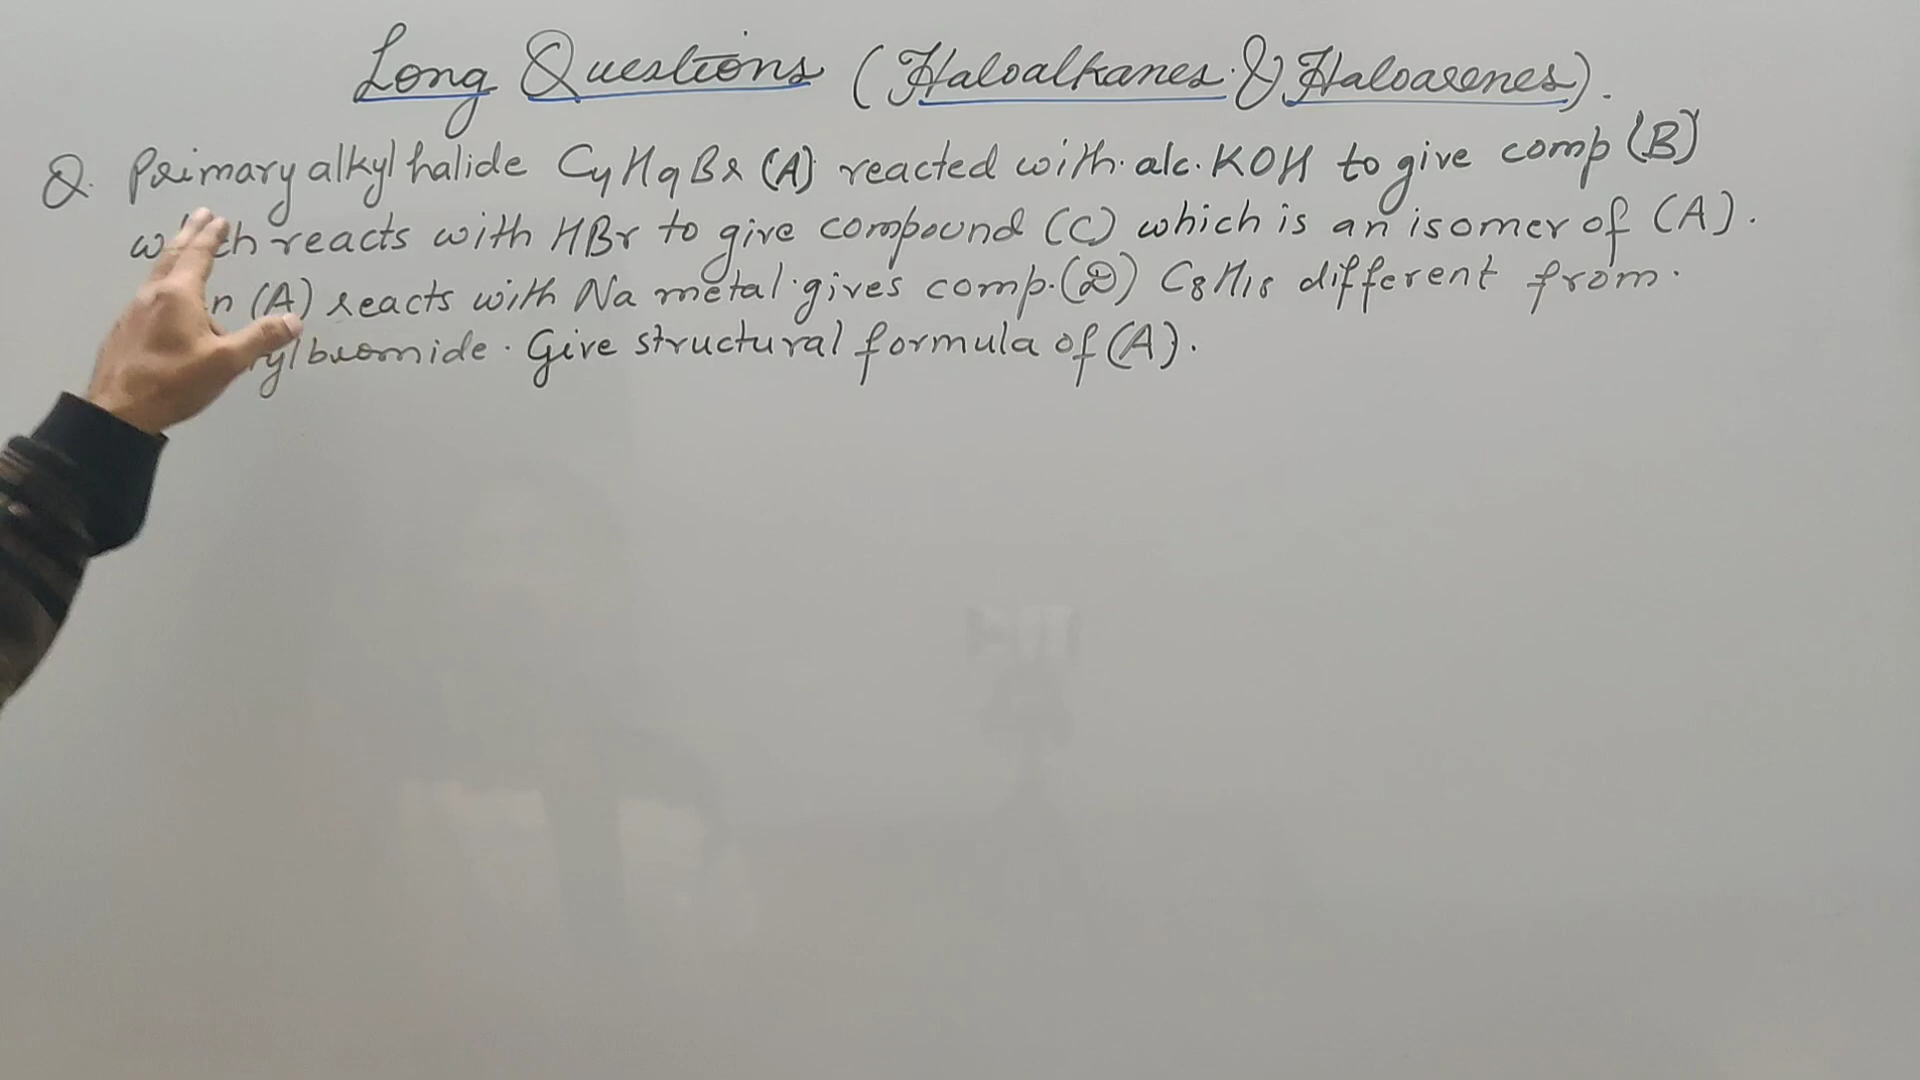 Long Questions (Haloalkanes & Haloarenes).
Q. Primary alkyl halide C4H9Br (A) reacted with alc. KOH to give comp (B)
reacts with HBr to give compound (C) which is an isomer of (A).
(A) reacts with Na metal gives comp. (D) C8H18 different from
bromide. Give structural formula of (A).